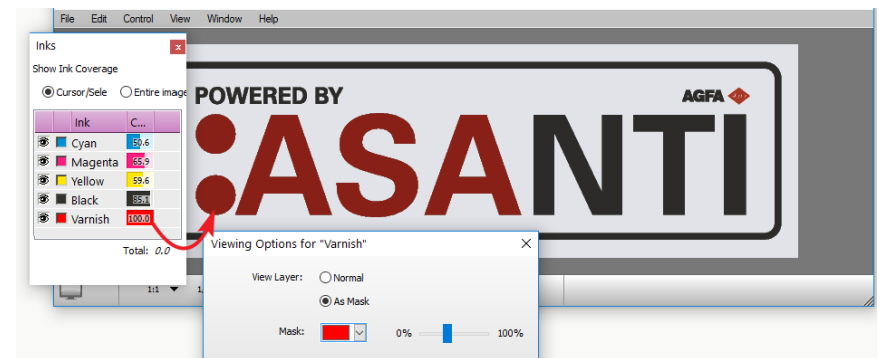 File Edit Control View Window Help
Inks x
Show Ink Coverage
Cursor/Sele Entire image
Ink C...
Cyan 50.6
Magenta 65.9
Yellow 59.6
Black 85.1
Varnish 100.0
Total: 0.0
POWERED BY
AGFA
:ASANTI
1:1
Viewing Options for "Varnish"
View Layer: Normal
As Mask
Mask: 0% 100%